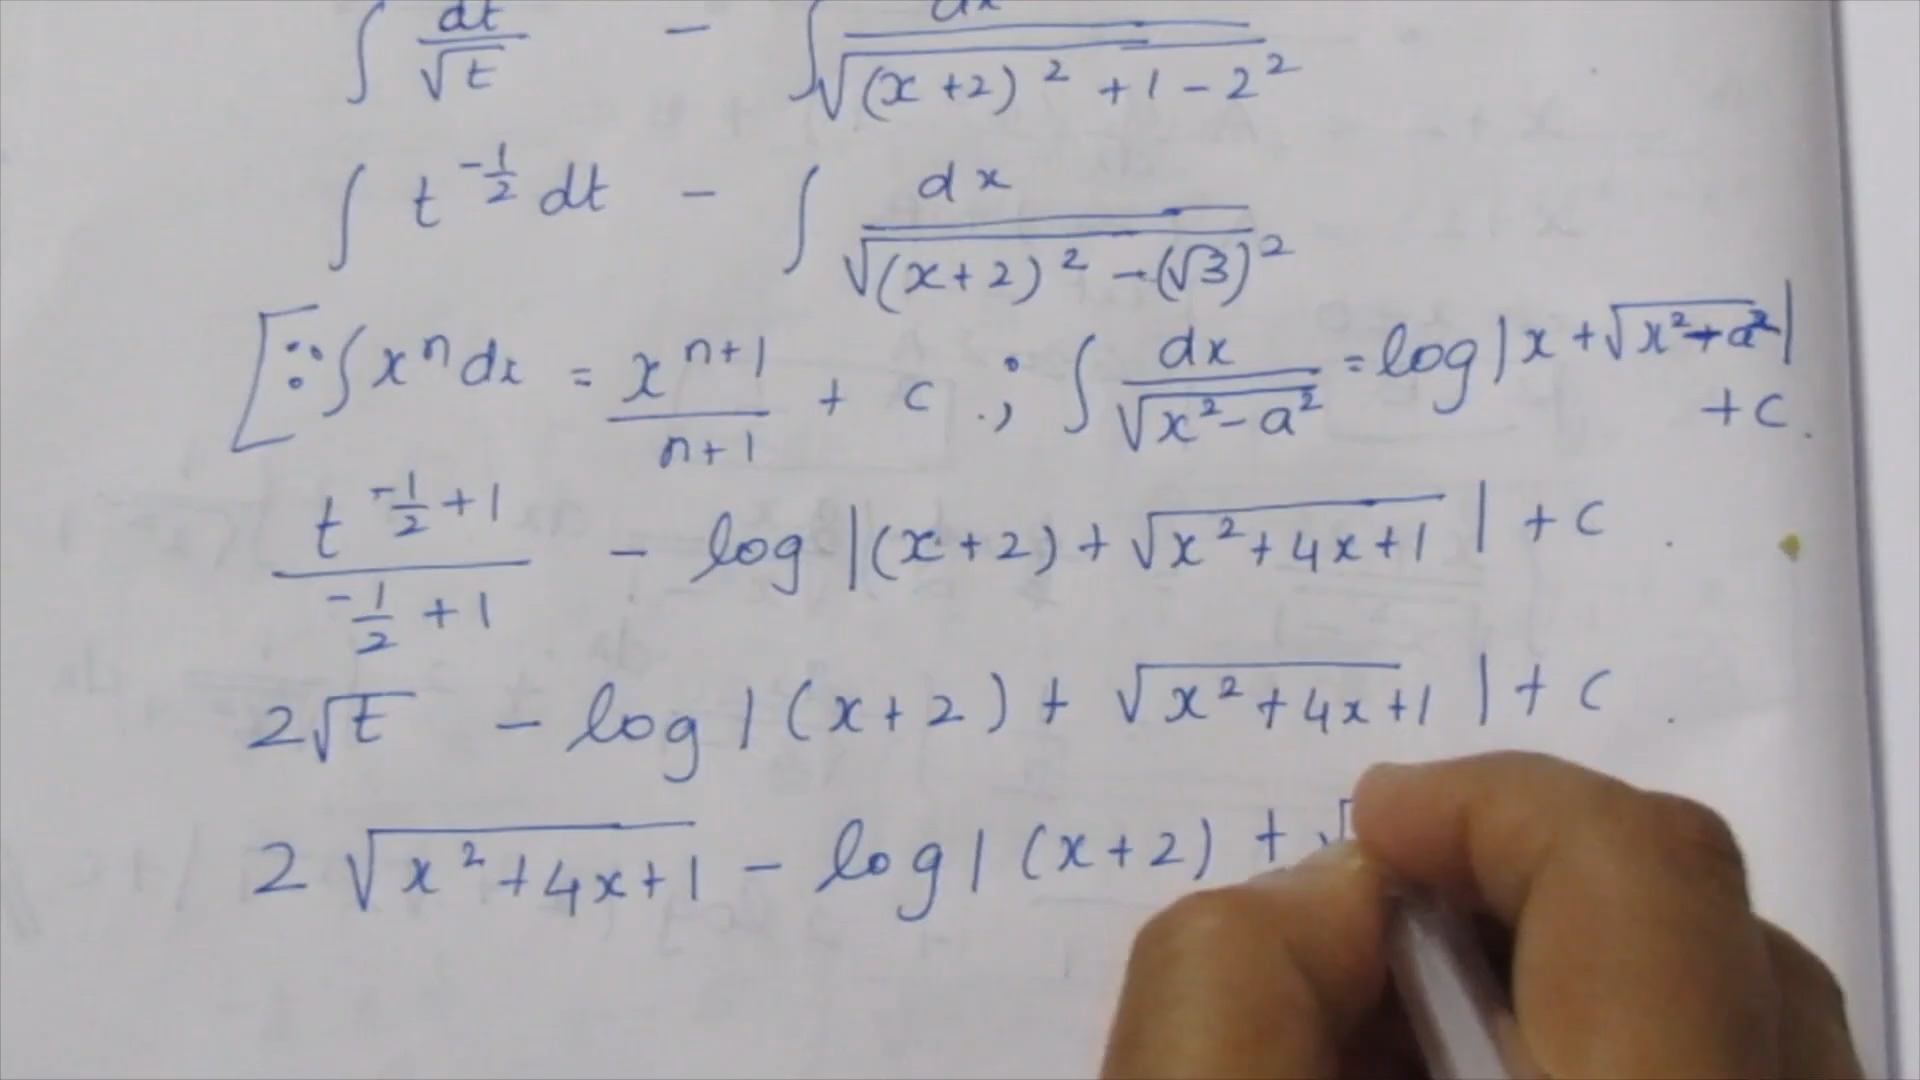 ∫ dt/√t - ∫ dx/√((x+2)² +1-2²)
∫ t^(-1/2) dt - ∫ dx/√((x+2)² -(√3)²)
[∵ ∫ xⁿ dx = x^(n+1)/(n+1) + c ; ∫ dx/√(x²-a²) = log|x+√(x²+a²)| + c.
t^(-1/2+1)/(-1/2+1) - log |(x+2)+√(x²+4x+1)| + c.
2√t - log |(x+2)+ √(x²+4x+1)| + c.
2 √(x²+4x+1) - log| (x+2) + √